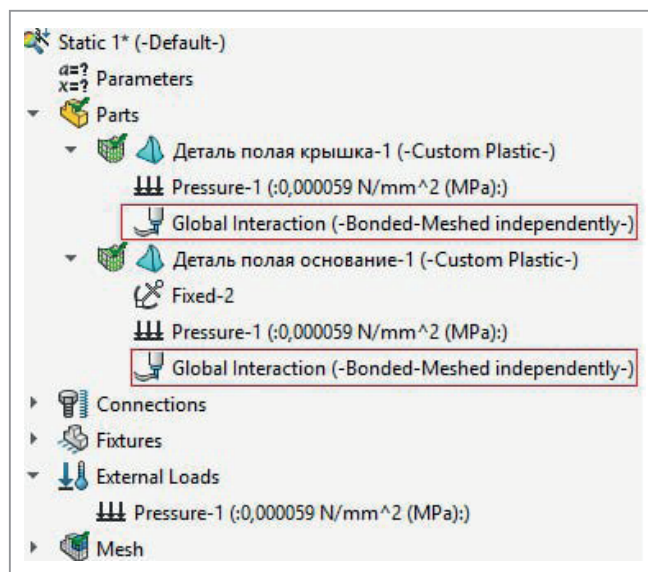 Static 1* (-Default-)
a=?
x=? Parameters
Parts
Деталь полая крышка-1 (-Custom Plastic-)
Pressure-1 (:0,000059 N/mm^2 (MPa):)
Global Interaction (-Bonded-Meshed independently-)
Деталь полая основание-1 (-Custom Plastic-)
Fixed-2
Pressure-1 (:0,000059 N/mm^2 (MPa):)
Global Interaction (-Bonded-Meshed independently-)
Connections
Fixtures
External Loads
Pressure-1 (:0,000059 N/mm^2 (MPa):)
Mesh